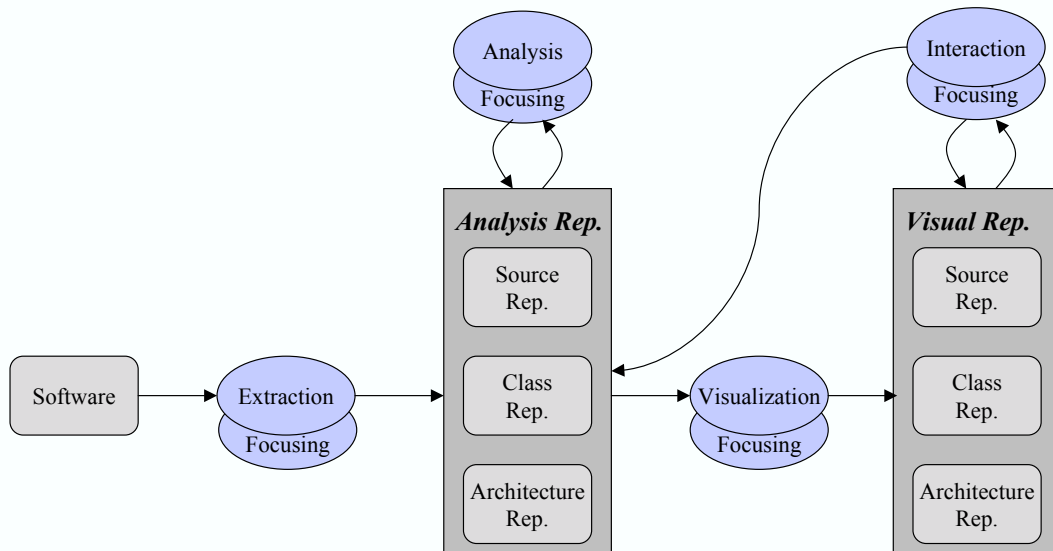 Analysis
Focusing
Interaction
Focusing
Analysis Rep.
Source
Rep.
Class
Rep.
Architecture
Rep.
Visual Rep.
Source
Rep.
Class
Rep.
Architecture
Rep.
Software
Extraction
Focusing
Visualization
Focusing